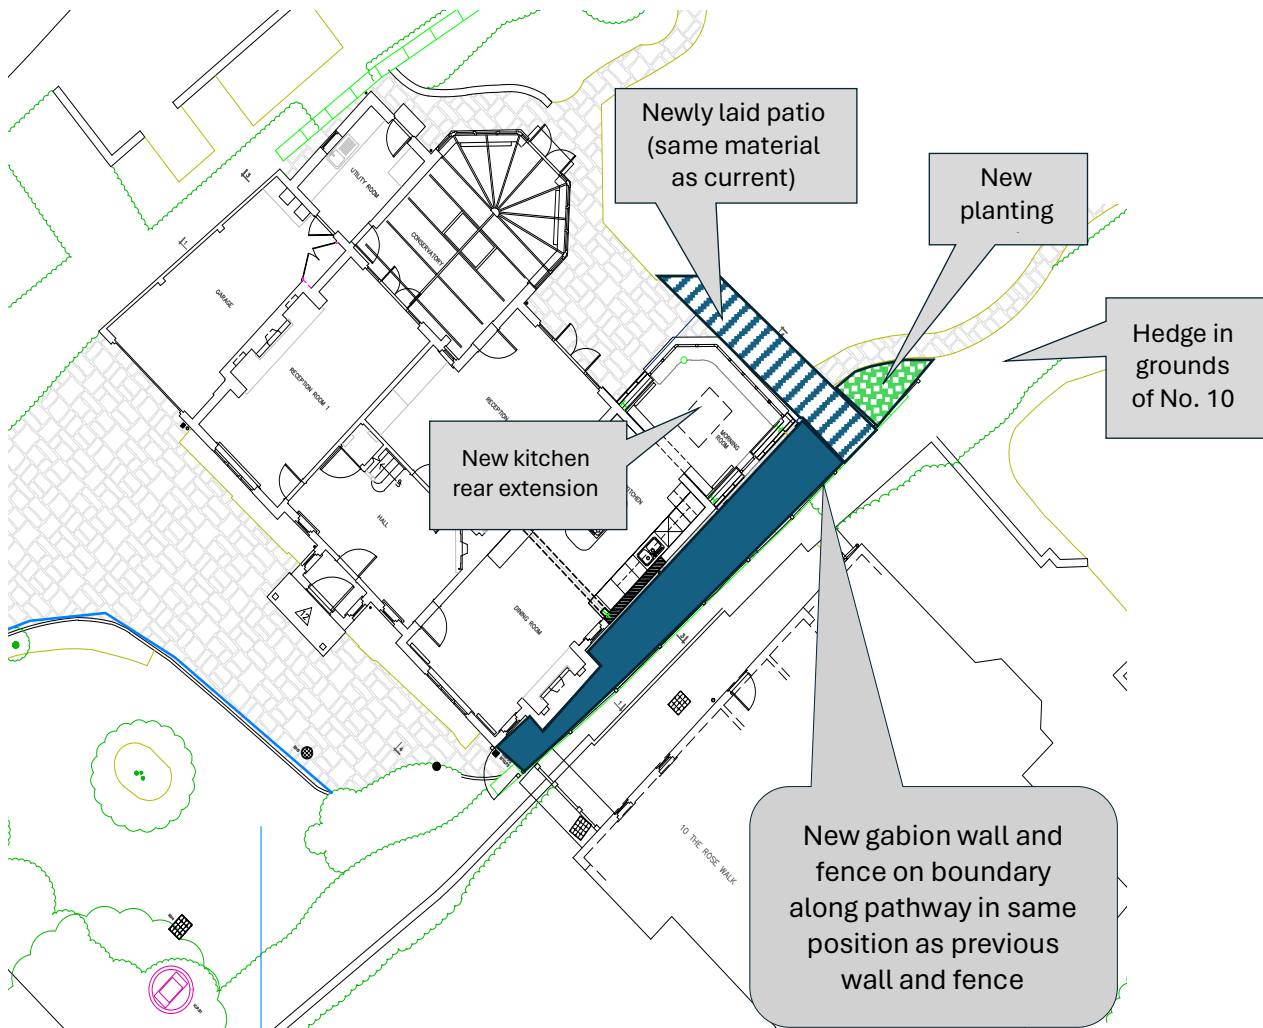 Newly laid patio
(same material
as current)
New
planting
Hedge in
grounds
of No. 10
New kitchen
rear extension
New gabion wall and
fence on boundary
along pathway in same
position as previous
wall and fence
UTILITY ROOM
CONSERVATORY
GARAGE
RECEPTION ROOM 1
RECEPTION
MORNING
ROOM
KITCHEN
HALL
DINING ROOM
12
10 THE ROSE WALK